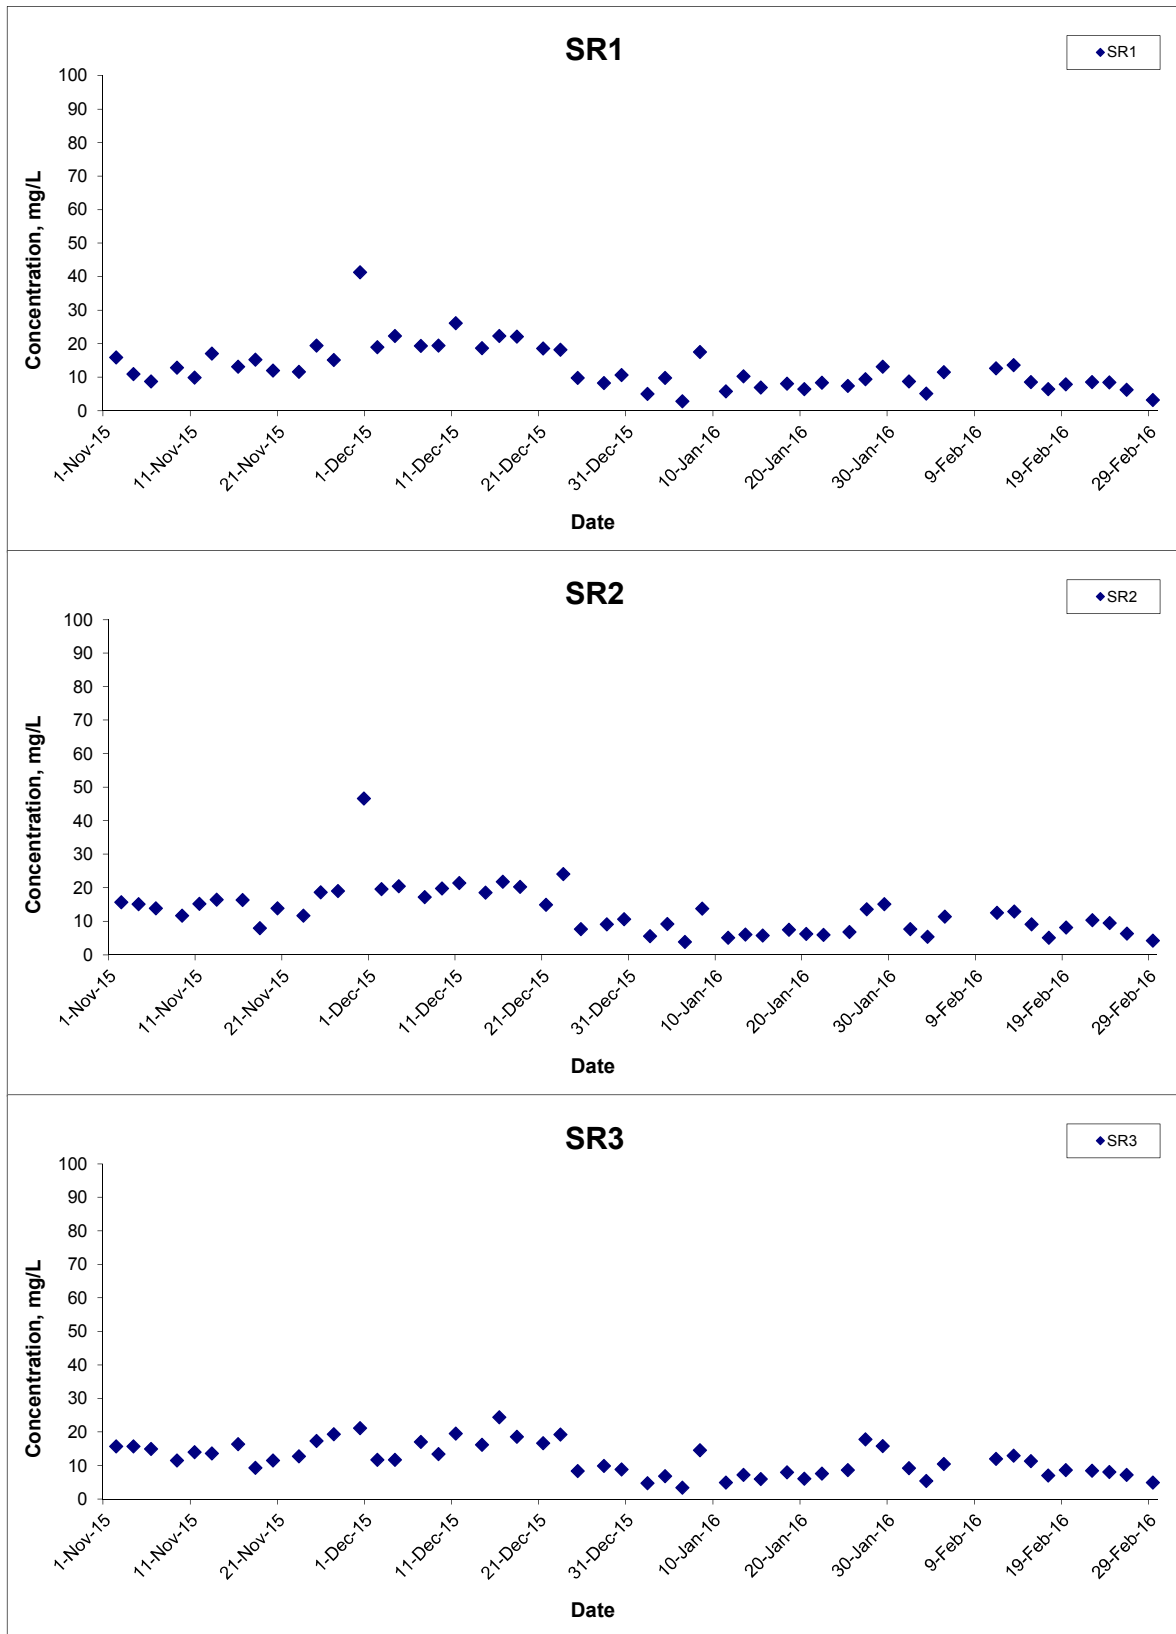 SR1
SR1
100
90
80
70
60
50
40
30
20
10
0
Concentration, mg/L
1-Nov-15
11-Nov-15
21-Nov-15
1-Dec-15
11-Dec-15
21-Dec-15
31-Dec-15
10-Jan-16
20-Jan-16
30-Jan-16
9-Feb-16
19-Feb-16
29-Feb-16
Date
SR2
SR2
100
90
80
70
60
50
40
30
20
10
0
Concentration, mg/L
1-Nov-15
11-Nov-15
21-Nov-15
1-Dec-15
11-Dec-15
21-Dec-15
31-Dec-15
10-Jan-16
20-Jan-16
30-Jan-16
9-Feb-16
19-Feb-16
29-Feb-16
Date
SR3
SR3
100
90
80
70
60
50
40
30
20
10
0
Concentration, mg/L
1-Nov-15
11-Nov-15
21-Nov-15
1-Dec-15
11-Dec-15
21-Dec-15
31-Dec-15
10-Jan-16
20-Jan-16
30-Jan-16
9-Feb-16
19-Feb-16
29-Feb-16
Date